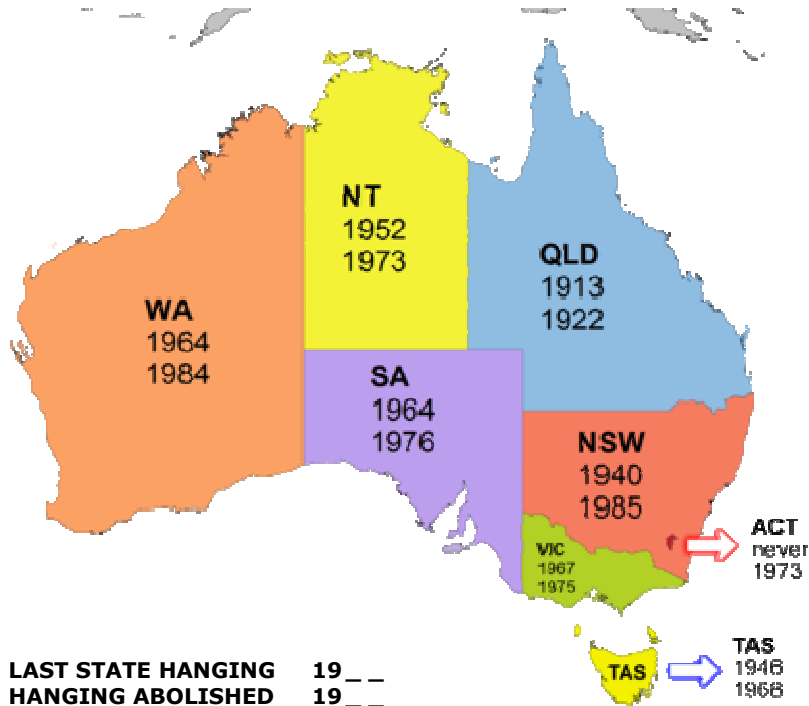 NT
1952
1973
QLD
1913
1922
WA
1964
1984
SA
1964
1976
NSW
1940
1985
VIC
1967
1975
ACT
never
1973
TAS
TAS
1946
1968
LAST STATE HANGING 19_ _
HANGING ABOLISHED 19_ _